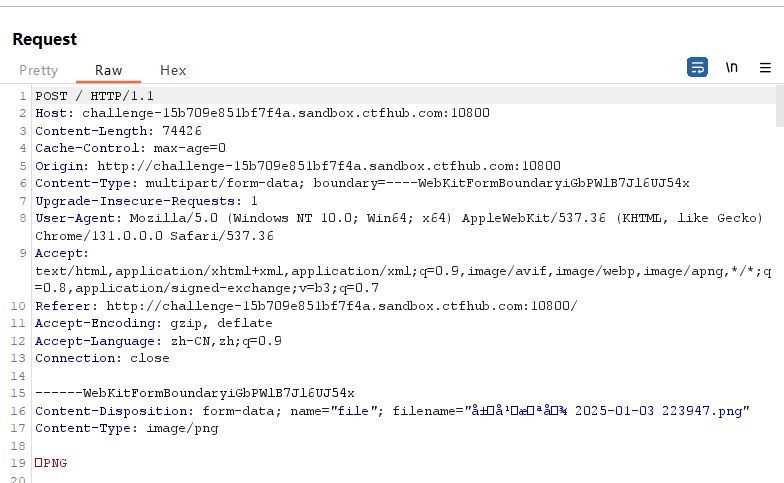 Request
Pretty Raw Hex
\n
1 POST / HTTP/1.1
2 Host: challenge-15b709e851bf7f4a.sandbox.ctfhub.com:10800
3 Content-Length: 74426
4 Cache-Control: max-age=0
5 Origin: http://challenge-15b709e851bf7f4a.sandbox.ctfhub.com:10800
6 Content-Type: multipart/form-data; boundary=----WebKitFormBoundaryiGbPWlB7Jl6UJ54x
7 Upgrade-Insecure-Requests: 1
8 User-Agent: Mozilla/5.0 (Windows NT 10.0; Win64; x64) AppleWebKit/537.36 (KHTML, like Gecko)
Chrome/131.0.0.0 Safari/537.36
9 Accept:
text/html,application/xhtml+xml,application/xml;q=0.9,image/avif,image/webp,image/apng,*/*;q
=0.8,application/signed-exchange;v=b3;q=0.7
10 Referer: http://challenge-15b709e851bf7f4a.sandbox.ctfhub.com:10800/
11 Accept-Encoding: gzip, deflate
12 Accept-Language: zh-CN,zh;q=0.9
13 Connection: close
14
15 ------WebKitFormBoundaryiGbPWlB7Jl6UJ54x
16 Content-Disposition: form-data; name="file"; filename="å±□å¹□æ□ªå□¾ 2025-01-03 223947.png"
17 Content-Type: image/png
18
19 □PNG
20